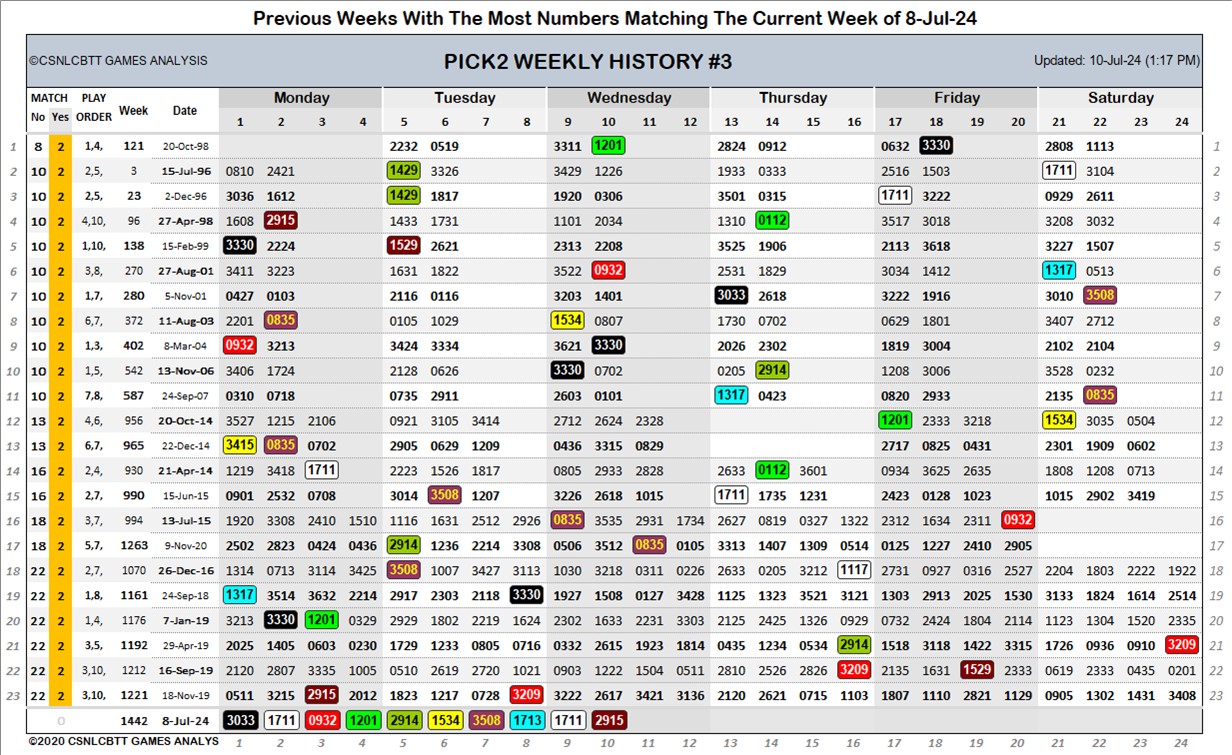 Previous Weeks With The Most Numbers Matching The Current Week of 8-Jul-24
©CSNLCBTT GAMES ANALYSIS PICK2 WEEKLY HISTORY #3 Updated: 10-Jul-24 (1:17 PM)
MATCH PLAY Week Date Monday Tuesday Wednesday Thursday Friday Saturday
No Yes ORDER 1 2 3 4 5 6 7 8 9 10 11 12 13 14 15 16 17 18 19 20 21 22 23 24
1 8 2 1,4, 121 20-Oct-98 2232 0519 3311 1201 2824 0912 0632 3330 2808 1113 1
2 10 2 2,5, 3 15-Jul-96 0810 2421 1429 3326 3429 1226 1933 0333 2516 1503 1711 3104 2
3 10 2 2,5, 23 2-Dec-96 3036 1612 1429 1817 1920 0306 3501 0315 1711 3222 0929 2611 3
4 10 2 4,10, 96 27-Apr-98 1608 2915 1433 1731 1101 2034 1310 0112 3517 3018 3208 3032 4
5 10 2 1,10, 138 15-Feb-99 3330 2224 1529 2621 2313 2208 3525 1906 2113 3618 3227 1507 5
6 10 2 3,8, 270 27-Aug-01 3411 3223 1631 1822 3522 0932 2531 1829 3034 1412 1317 0513 6
7 10 2 1,7, 280 5-Nov-01 0427 0103 2116 0116 3203 1401 3033 2618 3222 1916 3010 3508 7
8 10 2 6,7, 372 11-Aug-03 2201 0835 0105 1029 1534 0807 1730 0702 0629 1801 3407 2712 8
9 10 2 1,3, 402 8-Mar-04 0932 3213 3424 3334 3621 3330 2026 2302 1819 3004 2102 2104 9
10 10 2 1,5, 542 13-Nov-06 3406 1724 2128 0626 3330 0702 0205 2914 1208 3006 3528 0232 10
11 10 2 7,8, 587 24-Sep-07 0310 0718 0735 2911 2603 0101 1317 0423 0820 2933 2135 0835 11
12 13 2 4,6, 956 20-Oct-14 3527 1215 2106 0921 3105 3414 2712 2624 2328 1201 2333 3218 1534 3035 0504 12
13 13 2 6,7, 965 22-Dec-14 3415 0835 0702 2905 0629 1209 0436 3315 0829 2717 0825 0431 2301 1909 0602 13
14 16 2 2,4, 930 21-Apr-14 1219 3418 1711 2223 1526 1817 0805 2933 2828 2633 0112 3601 0934 3625 2635 1808 1208 0713 14
15 16 2 2,7, 990 15-Jun-15 0901 2532 0708 3014 3508 1207 3226 2618 1015 1711 1735 1231 2423 0128 1023 1015 2902 3419 15
16 18 2 3,7, 994 13-Jul-15 1920 3308 2410 1510 1116 1631 2512 2926 0835 3535 2931 1734 2627 0819 0327 1322 2312 1634 2311 0932 16
17 18 2 5,7, 1263 9-Nov-20 2502 2823 0424 0436 2914 1236 2214 3308 0506 3512 0835 0105 3313 1407 1309 0514 0125 1227 2410 2905 17
18 22 2 2,7, 1070 26-Dec-16 1314 0713 3114 3425 3508 1007 3427 3113 1030 3218 0311 0226 2633 0205 3212 1117 2731 0927 0316 2527 2204 1803 2222 1922 18
19 22 2 1,8, 1161 24-Sep-18 1317 3514 3632 2214 2917 2303 2118 3330 1927 1508 0127 3428 1125 1323 3521 3121 1303 2913 2025 1530 3133 1824 1614 2514 19
20 22 2 1,4, 1176 7-Jan-19 3213 3330 1201 0329 2929 1802 2219 1624 2302 1633 2231 3303 2125 2425 1326 0929 0732 2424 1804 2114 1123 1304 1520 2335 20
21 22 2 3,5, 1192 29-Apr-19 2025 1405 0603 0230 1729 1233 0805 0716 0332 2615 1923 1814 0436 1234 0534 2914 1518 3118 1422 3315 1726 0936 0910 3209 21
22 22 2 3,10, 1212 16-Sep-19 2120 2807 3335 1005 0510 2619 2720 1021 0903 1222 1504 0511 2810 2526 2826 3209 2135 1631 1529 2333 0619 2333 0435 0201 22
23 22 2 3,10, 1221 18-Nov-19 0511 3215 2915 2012 1823 1217 0728 3209 3222 2617 3421 3136 2120 2621 0715 1103 1807 1110 2821 1129 0905 1302 1431 3408 23
0 1442 8-Jul-24 3033 1711 0932 1201 2914 1534 3508 1713 1711 2915
©2020 CSNLCBTT GAMES ANALYS 1 2 3 4 5 6 7 8 9 10 11 12 13 14 15 16 17 18 19 20 21 22 23 24